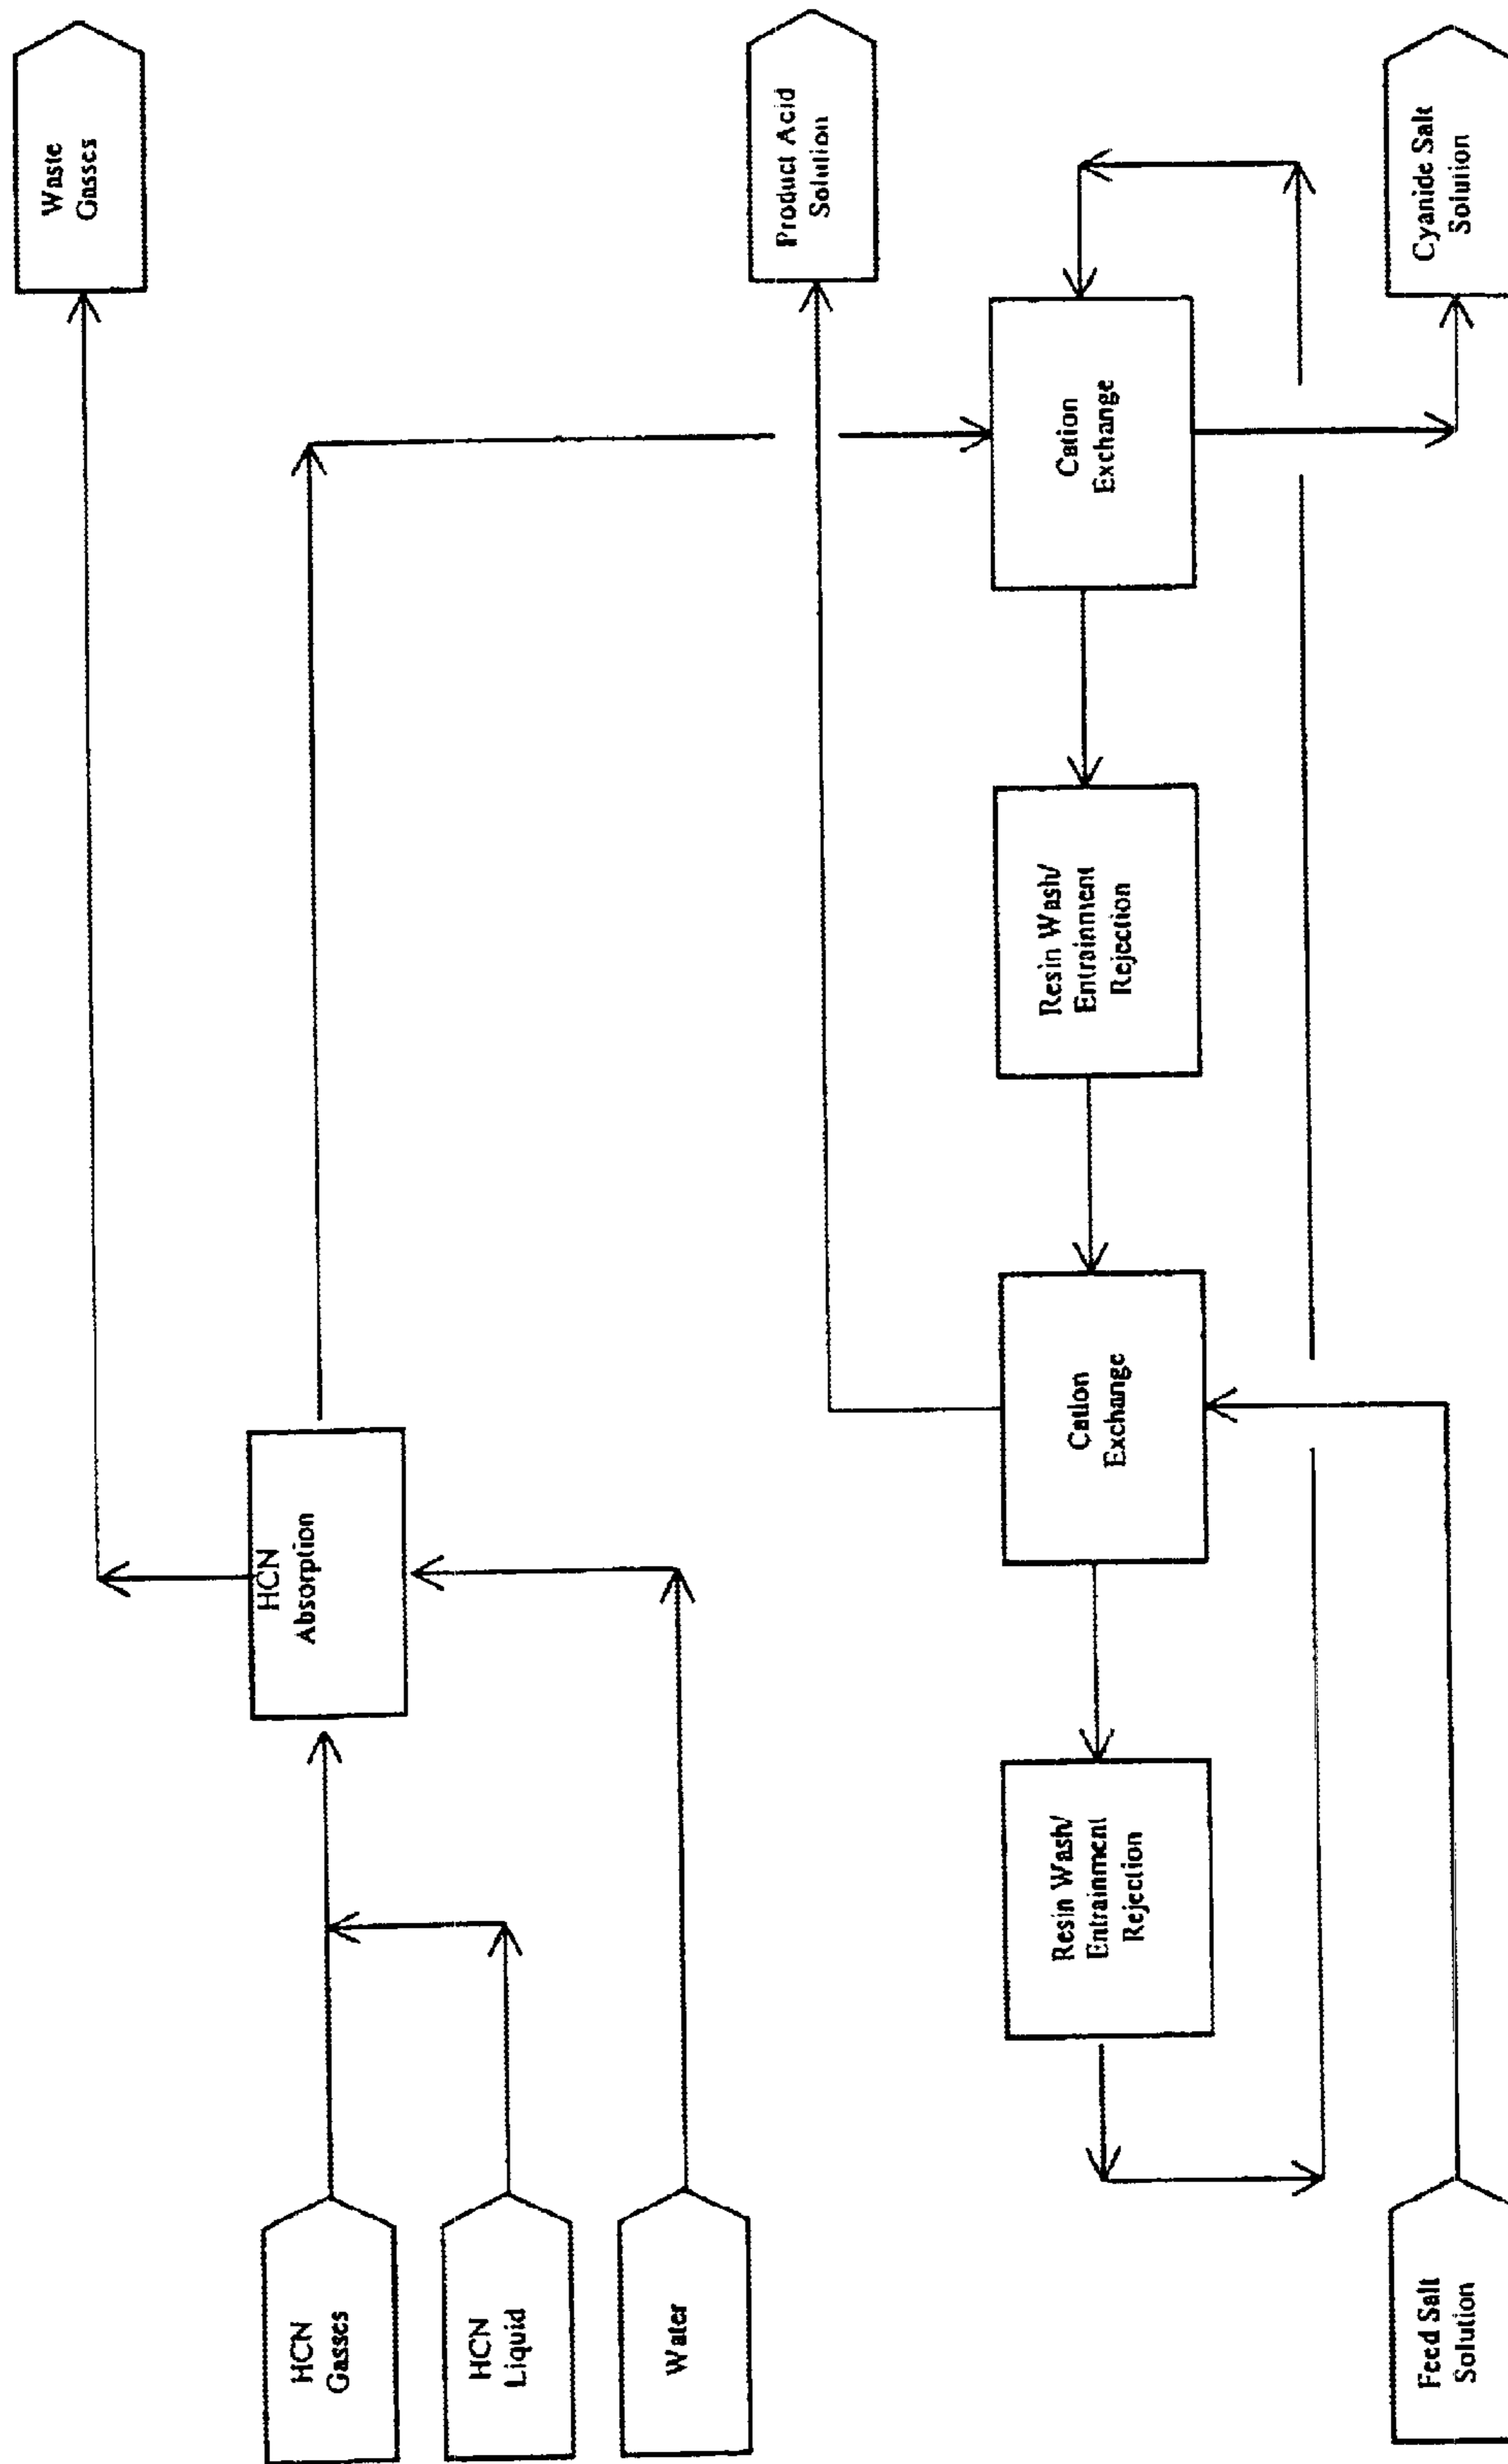 Waste
Gasses
HCN
Gasses
HCN
Absorption
HCN
Liquid
Water
Product Acid
Solution
Resin Wash/
Entrainment
Rejection
Cation
Exchange
Resin Wash/
Entrainment
Rejection
Cation
Exchange
Feed Salt
Solution
Cyanide Salt
Solution